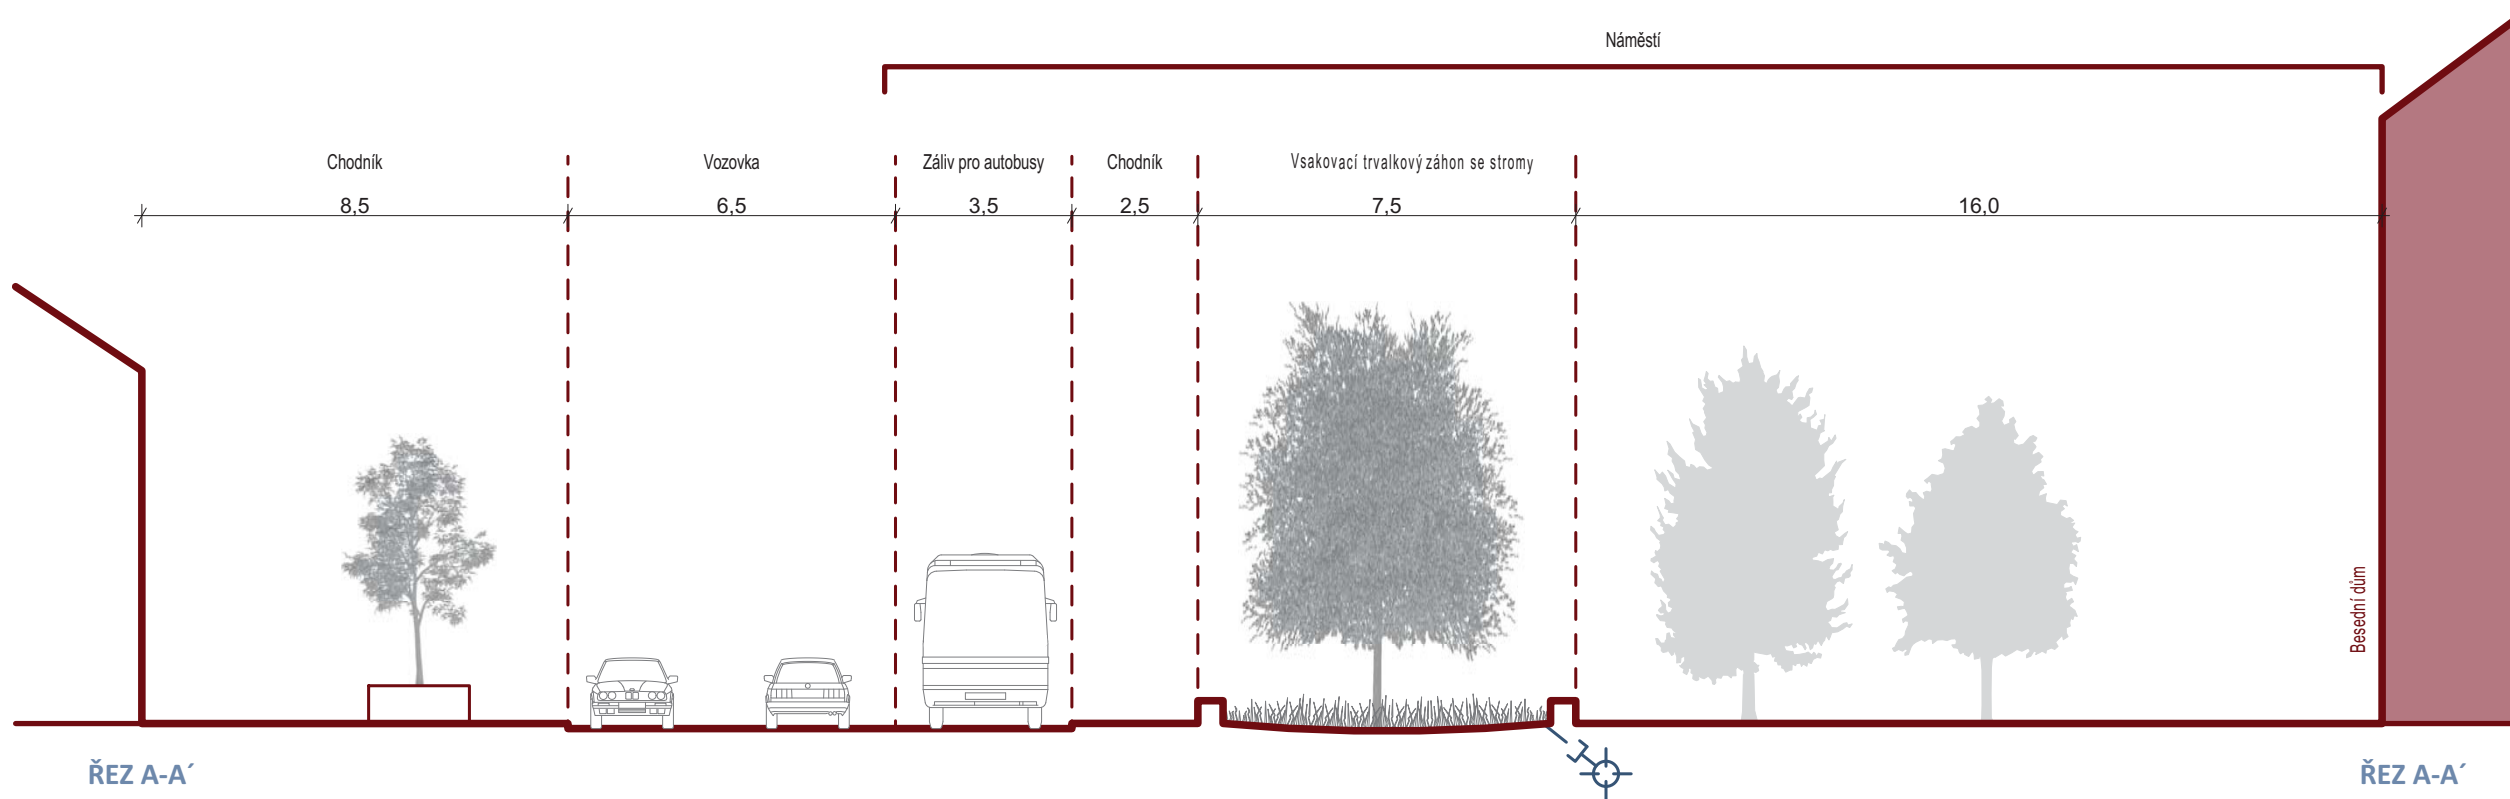 Náměstí
Chodník
Vozovka
Záliv pro autobusy
Chodník
Vsakovací trvalkový záhon se stromy
8,5
6,5
3,5
2,5
7,5
16,0
Besední dům
ŘEZ A-A´
ŘEZ A-A´